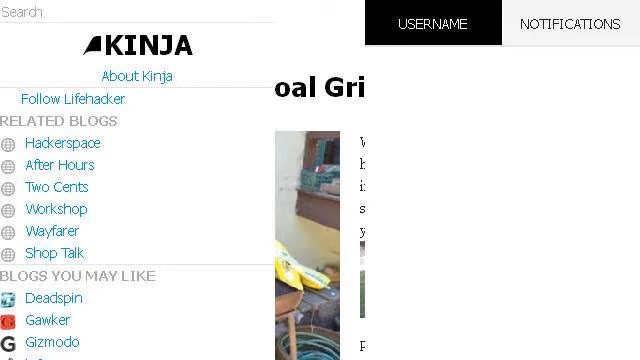 Search
KINJA
About Kinja
Follow Lifehacker
RELATED BLOGS
Hackerspace
After Hours
Two Cents
Workshop
Wayfarer
Shop Talk
BLOGS YOU MAY LIKE
Deadspin
Gawker
Gizmodo
oal Gri
USERNAME
NOTIFICATIONS